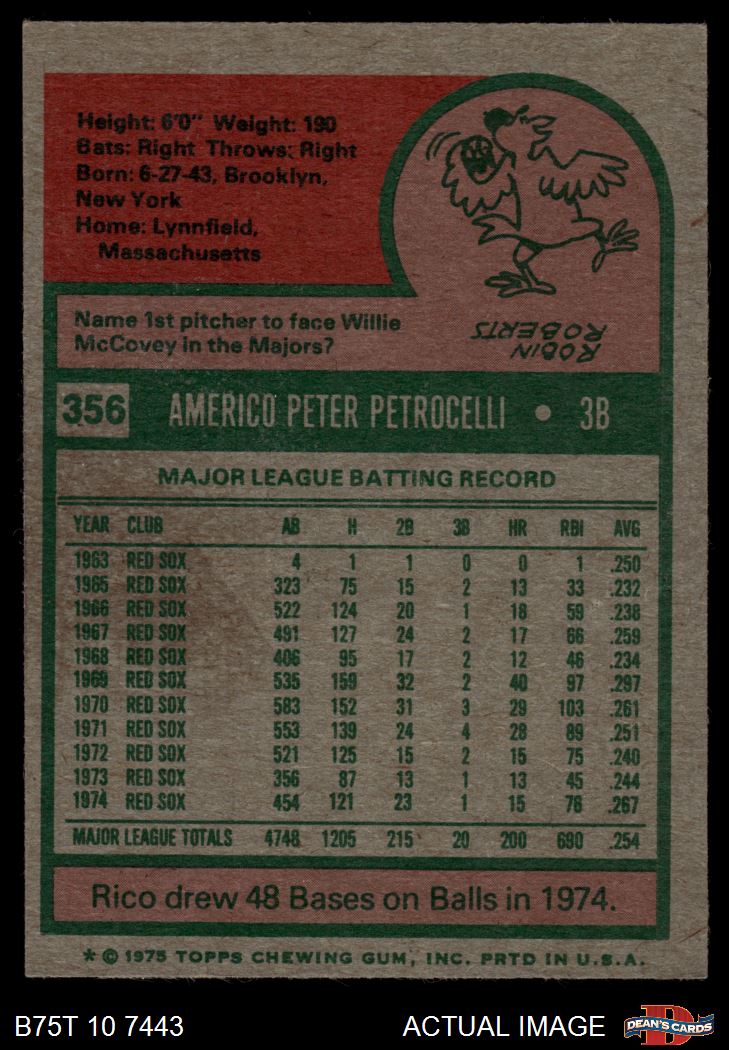 Height: 6'0" Weight: 190
Bats: Right Throws: Right
Born: 6-27-43, Brooklyn,
New York
Home: Lynnfield,
Massachusetts
Name 1st pitcher to face Willie
McCovey in the Majors?
ROBIN
ROBERTS
356 AMERICO PETER PETROCELLI • 3B
MAJOR LEAGUE BATTING RECORD
YEAR CLUB AB H 2B 3B HR RBI AVG
1963 RED SOX 4 1 1 0 0 1 .250
1965 RED SOX 323 75 15 2 13 33 .232
1966 RED SOX 522 124 20 1 18 59 .238
1967 RED SOX 491 127 24 2 17 66 .259
1968 RED SOX 406 95 17 2 12 46 .234
1969 RED SOX 535 159 32 2 40 97 .297
1970 RED SOX 583 152 31 3 29 103 .261
1971 RED SOX 553 139 24 4 28 89 .251
1972 RED SOX 521 125 15 2 15 75 .240
1973 RED SOX 356 87 13 1 13 45 .244
1974 RED SOX 454 121 23 1 15 76 .267
MAJOR LEAGUE TOTALS 4748 1205 215 20 200 690 .254
Rico drew 48 Bases on Balls in 1974.
* © 1975 TOPPS CHEWING GUM, INC. PRTD IN U.S.A.
B75T 10 7443 ACTUAL IMAGE DEAN'S CARDS